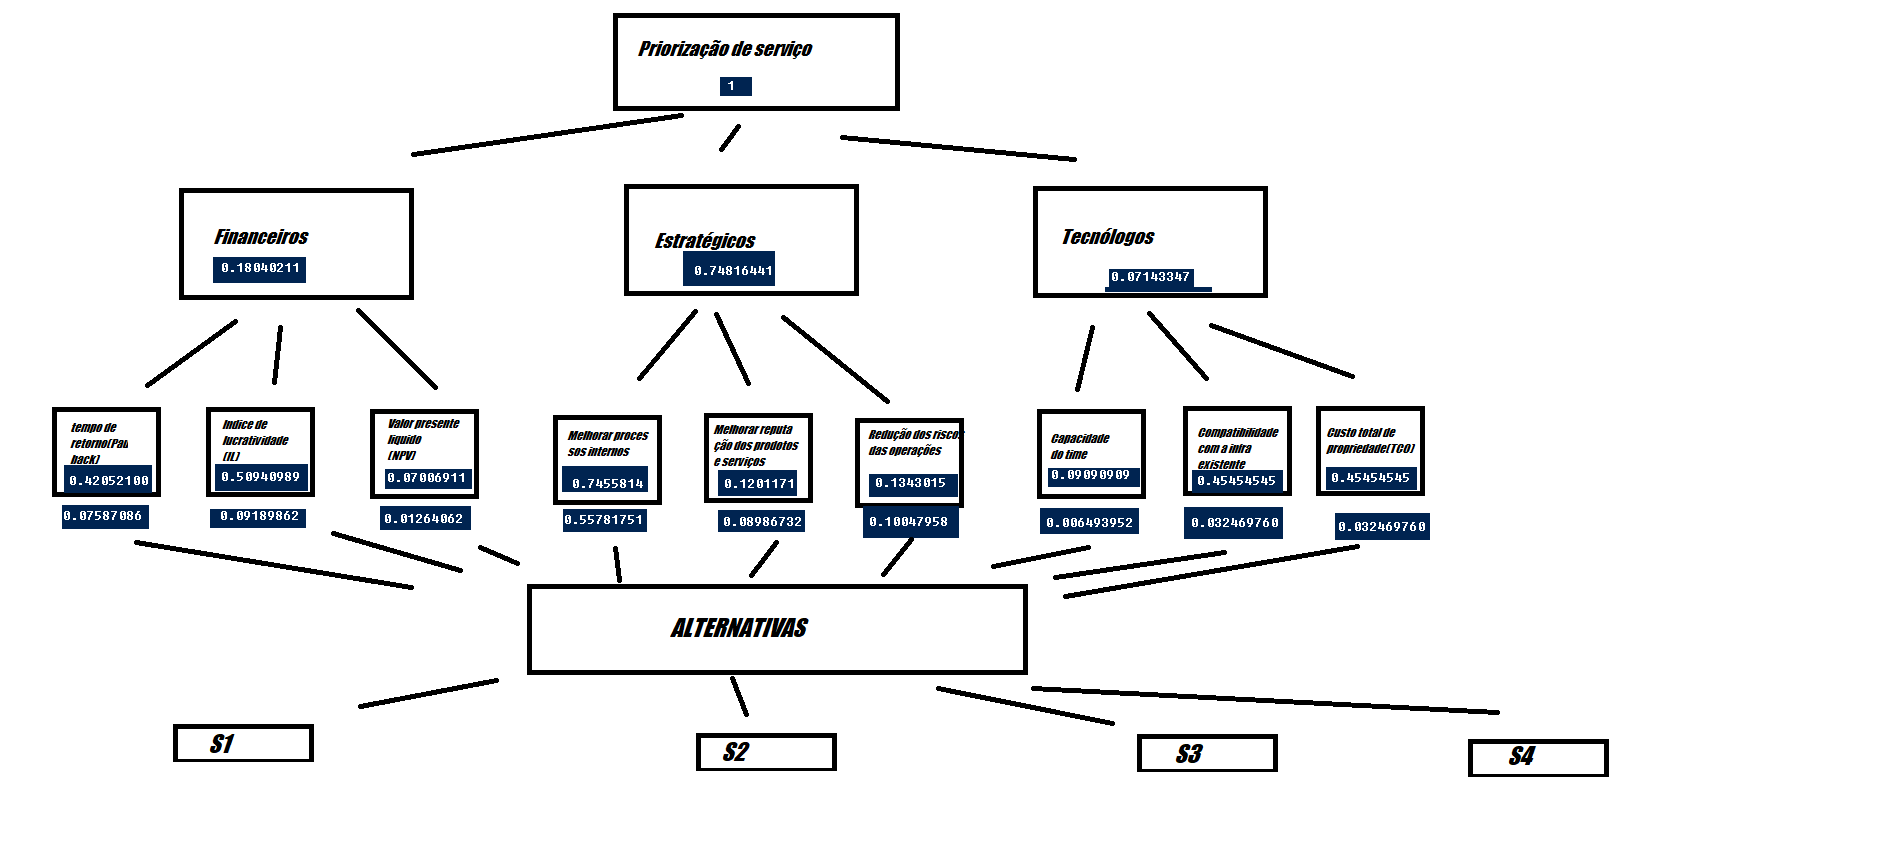 Priorização de serviço
1
Financeiros
0.18040211
Estratégicos
0.74816441
Tecnólogos
0.07143347
tempo de
retorno(Pau
back)
0.42052100
0.07587086
Indice de
lucratividade
(IL)
0.50940989
0.09189862
Valor presente
líquido
(NPV)
0.07006911
0.01264062
Melhorar proces
sos internos
0.7455814
0.55781751
Melhorar reputa
ção dos prodotos
e serviços
0.1201171
0.08986732
Redução dos riscos
das operações
0.1343015
0.10047958
Capacidade
do time
0.09090909
0.006493952
Compatibilidade
com a infra
existente
0.45454545
0.032469760
Custo total de
propriedade(TCO)
0.45454545
0.032469760
ALTERNATIVAS
S1
S2
S3
S4